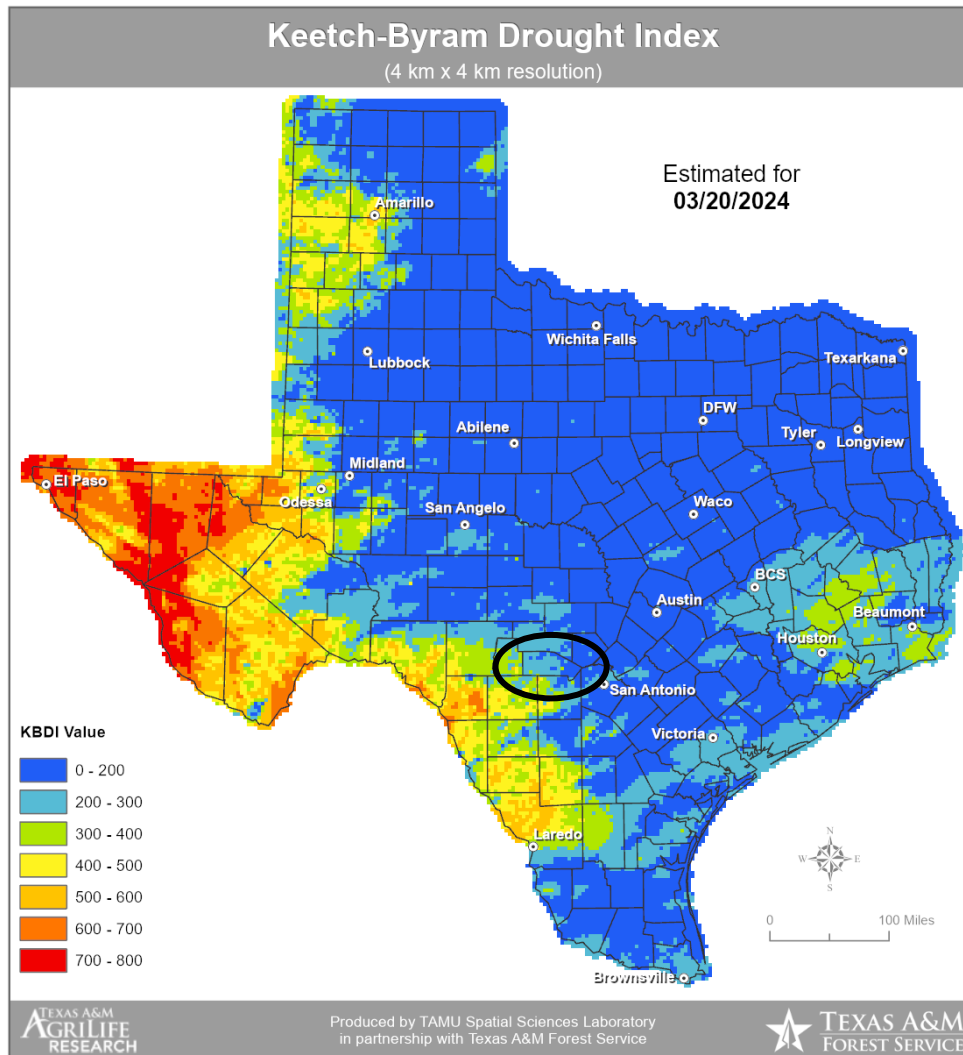 Keetch-Byram Drought Index
(4 km x 4 km resolution)
Estimated for
03/20/2024
Amarillo
Wichita Falls
Lubbock
Texarkana
DFW
Abilene
Tyler
Longview
Midland
El Paso
Odessa
San Angelo
Waco
BCS
Austin
Beaumont
Houston
San Antonio
Victoria
Laredo
Brownsville
KBDI Value
0 - 200
200 - 300
300 - 400
400 - 500
500 - 600
600 - 700
700 - 800
N
W E
S
0 100 Miles
TEXAS A&M
AGRILIFE
RESEARCH
Produced by TAMU Spatial Sciences Laboratory
in partnership with Texas A&M Forest Service
TEXAS A&M
FOREST SERVICE